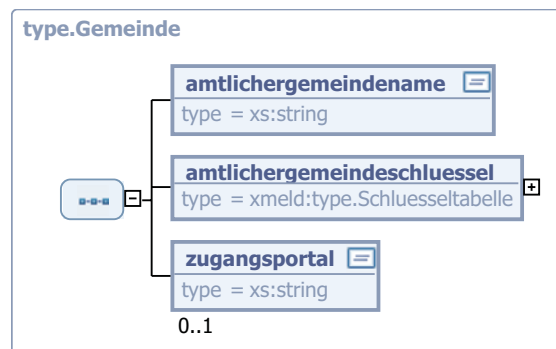 type.Gemeinde
amtlichergemeindename
type = xs:string
amtlichergemeindeschluessel
type = xmeld:type.Schluesseltabelle
zugangsportal
type = xs:string
0..1